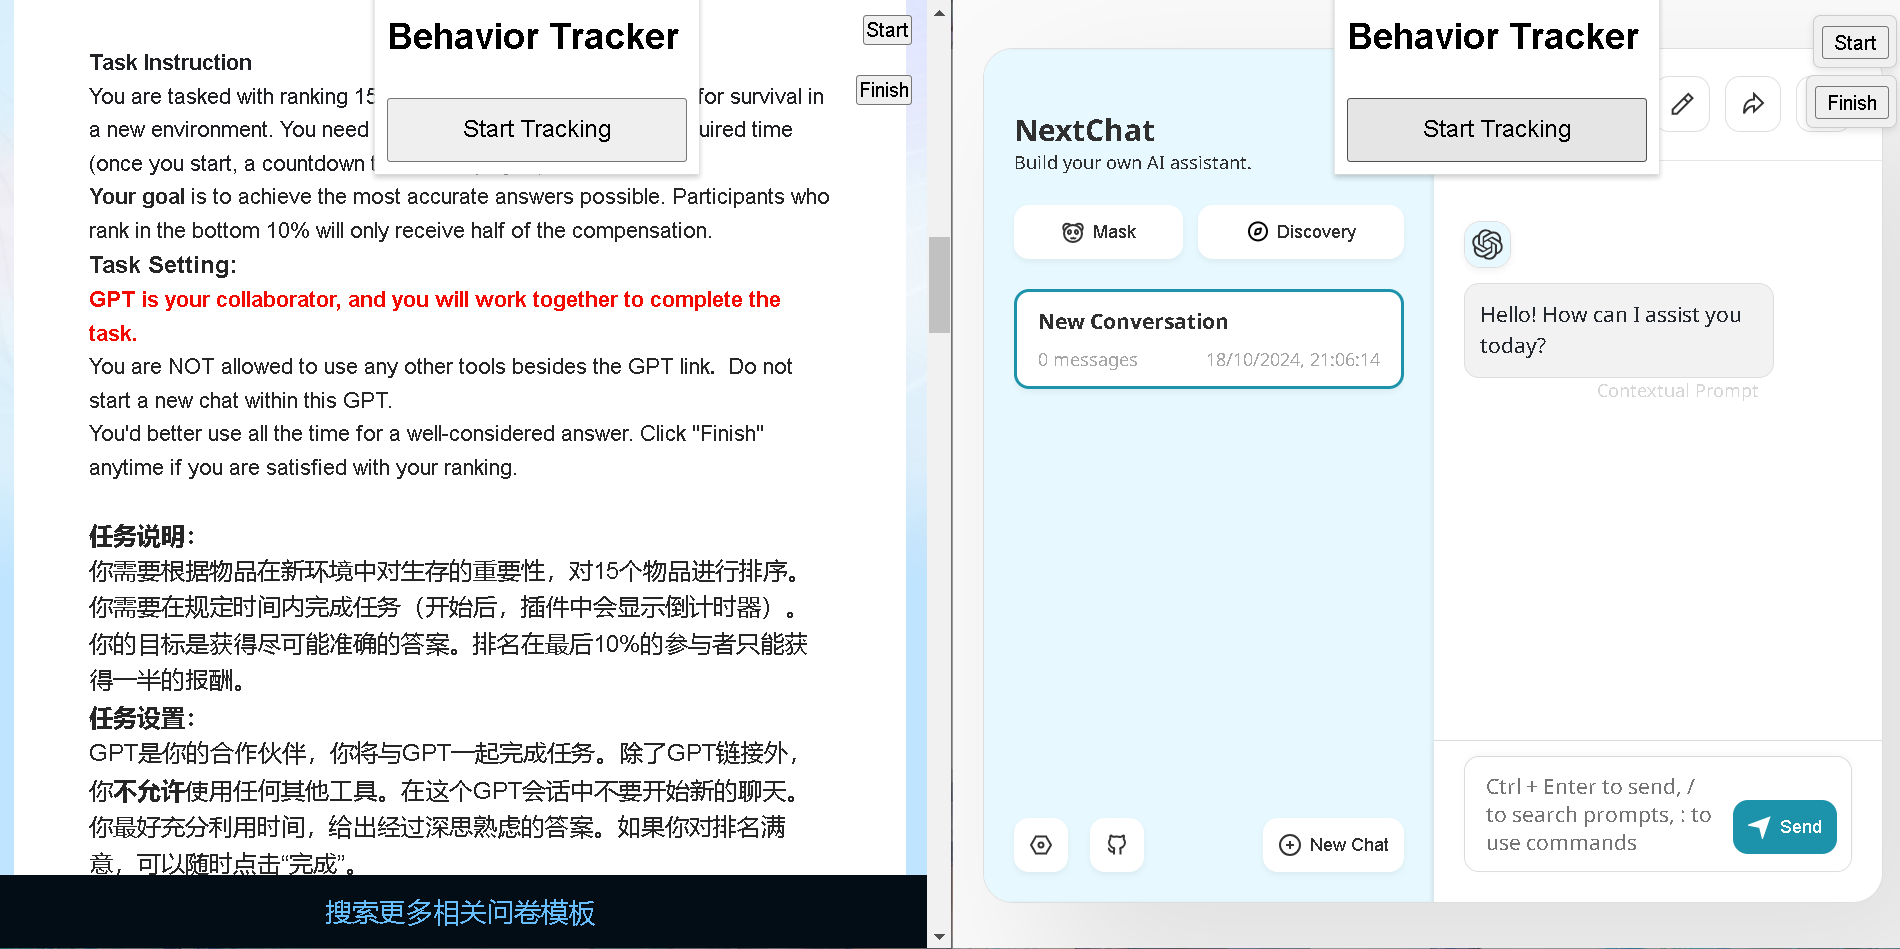 Behavior Tracker
Start Tracking
Start
Finish
Task Instruction
You are tasked with ranking 15
for survival in
a new environment. You need
uired time
(once you start, a countdown
Your goal is to achieve the most accurate answers possible. Participants who
rank in the bottom 10% will only receive half of the compensation.
Task Setting:
GPT is your collaborator, and you will work together to complete the
task.
You are NOT allowed to use any other tools besides the GPT link.  Do not
start a new chat within this GPT.
You'd better use all the time for a well-considered answer. Click "Finish"
anytime if you are satisfied with your ranking.
任务说明：
你需要根据物品在新环境中对生存的重要性，对15个物品进行排序。
你需要在规定时间内完成任务（开始后，插件中会显示倒计时器）。
你的目标是获得尽可能准确的答案。排名在最后10%的参与者只能获
得一半的报酬。
任务设置：
GPT是你的合作伙伴，你将与GPT一起完成任务。除了GPT链接外，
你不允许使用任何其他工具。在这个GPT会话中不要开始新的聊天。
你最好充分利用时间，给出经过深思熟虑的答案。如果你对排名满
意，可以随时点击“完成”。
搜索更多相关问卷模板
Behavior Tracker
Start Tracking
Start
Finish
NextChat
Build your own AI assistant.
Mask
Discovery
New Conversation
0 messages
18/10/2024, 21:06:14
New Chat
Hello! How can I assist you
today?
Contextual Prompt
Ctrl + Enter to send, /
to search prompts, : to
use commands
Send